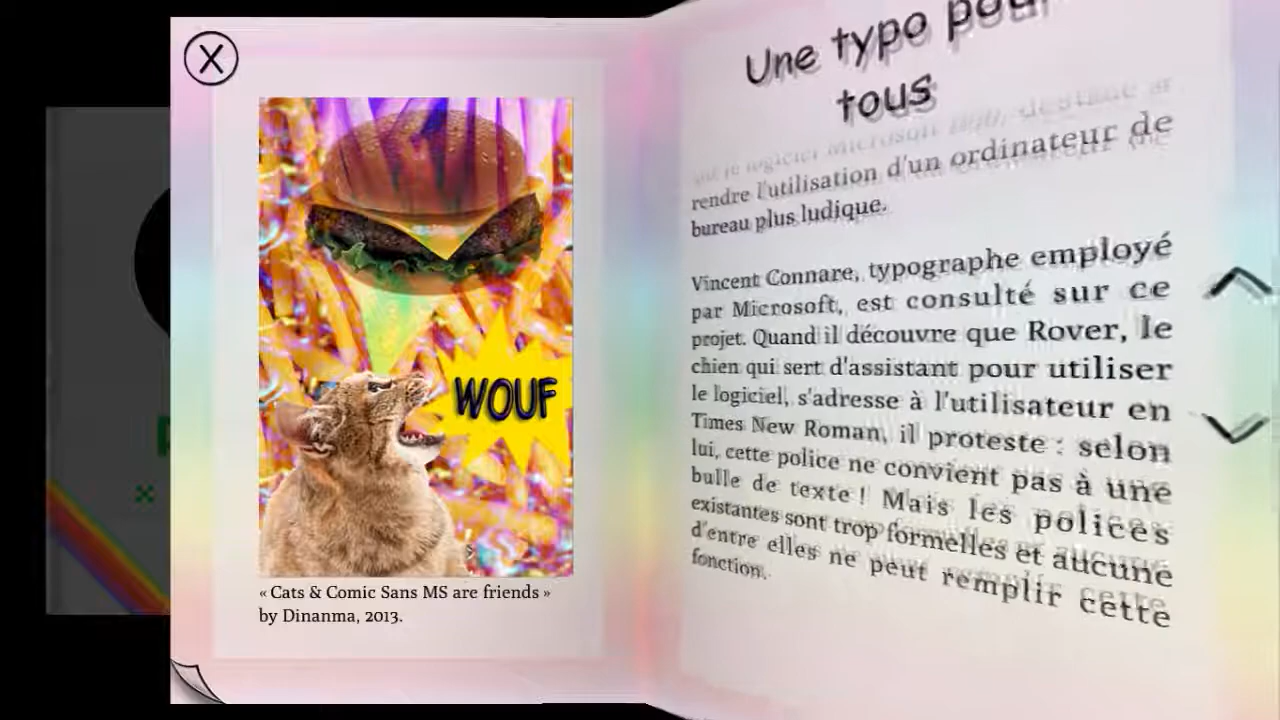 X
WOUF
« Cats & Comic Sans MS are friends »
by Dinanma, 2013.
Une typo pour
tous
rendre l'utilisation d'un ordinateur de
bureau plus ludique.
Vincent Connare, typographe employé
par Microsoft, est consulté sur ce
projet. Quand il découvre que Rover, le
chien qui sert d'assistant pour utiliser
le logiciel, s'adresse à l'utilisateur en
Times New Roman, il proteste : selon
lui, cette police ne convient pas à une
bulle de texte ! Mais les polices
existantes sont trop formelles et aucune
d'entre elles ne peut remplir cette
fonction.